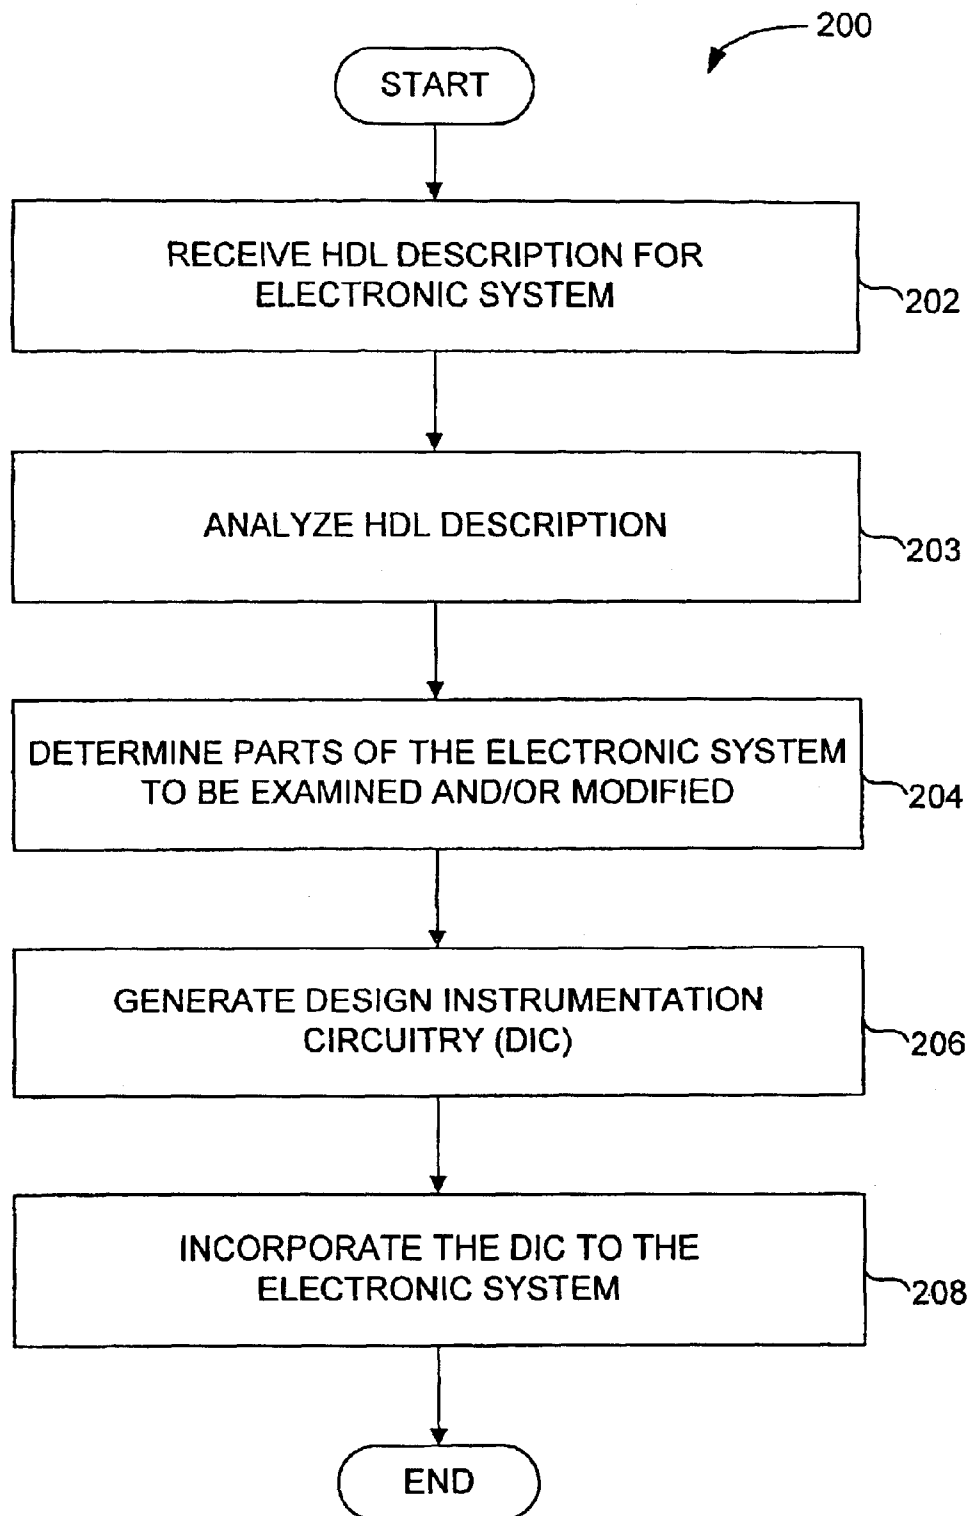 200
START
RECEIVE HDL DESCRIPTION FOR
ELECTRONIC SYSTEM
202
ANALYZE HDL DESCRIPTION
203
DETERMINE PARTS OF THE ELECTRONIC SYSTEM
TO BE EXAMINED AND/OR MODIFIED
204
GENERATE DESIGN INSTRUMENTATION
CIRCUITRY (DIC)
206
INCORPORATE THE DIC TO THE
ELECTRONIC SYSTEM
208
END